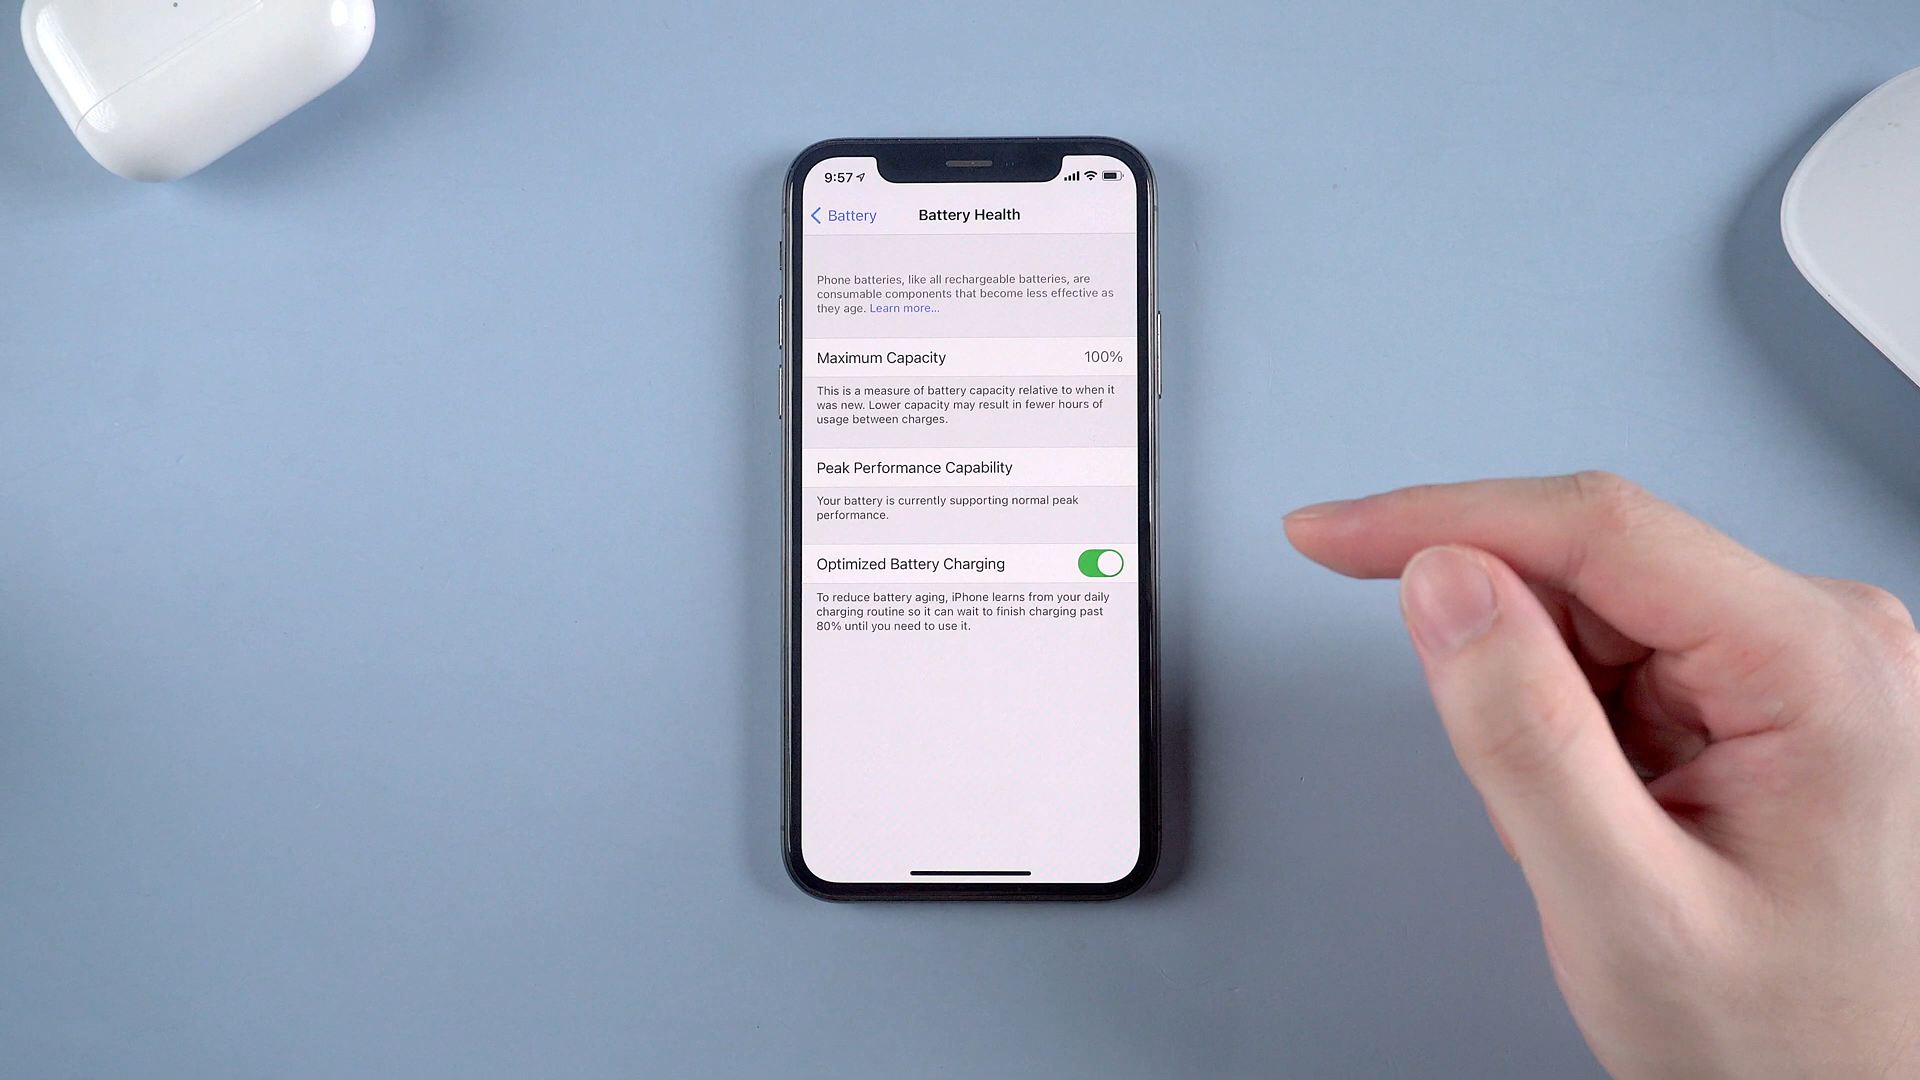 9:57
Battery
Battery Health
Phone batteries, like all rechargeable batteries, are
consumable components that become less effective as
they age. Learn more...
Maximum Capacity 100%
This is a measure of battery capacity relative to when it
was new. Lower capacity may result in fewer hours of
usage between charges.
Peak Performance Capability
Your battery is currently supporting normal peak
performance.
Optimized Battery Charging
To reduce battery aging, iPhone learns from your daily
charging routine so it can wait to finish charging past
80% until you need to use it.